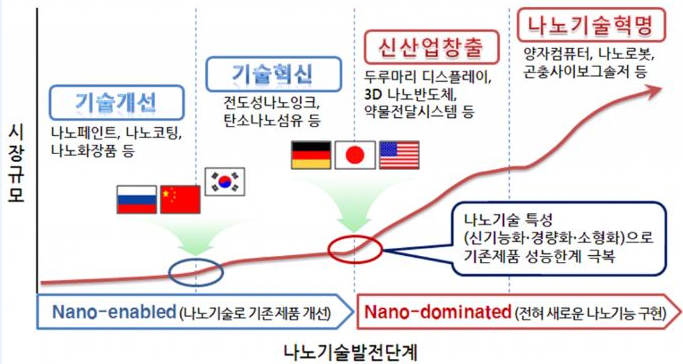 나노기술혁명
양자컴퓨터, 나노로봇,
곤충사이보그솔저 등
신산업창출
두루마리 디스플레이,
3D 나노반도체,
약물전달시스템 등
기술혁신
전도성나노잉크,
탄소나노섬유 등
기술개선
나노페인트, 나노코팅,
나노화장품 등
시장규모
나노기술 특성
(신기능화·경량화·소형화)으로
기존제품 성능한계 극복
Nano-enabled (나노기술로 기존 제품 개선)
Nano-dominated (전혀 새로운 나노기능 구현)
나노기술발전단계